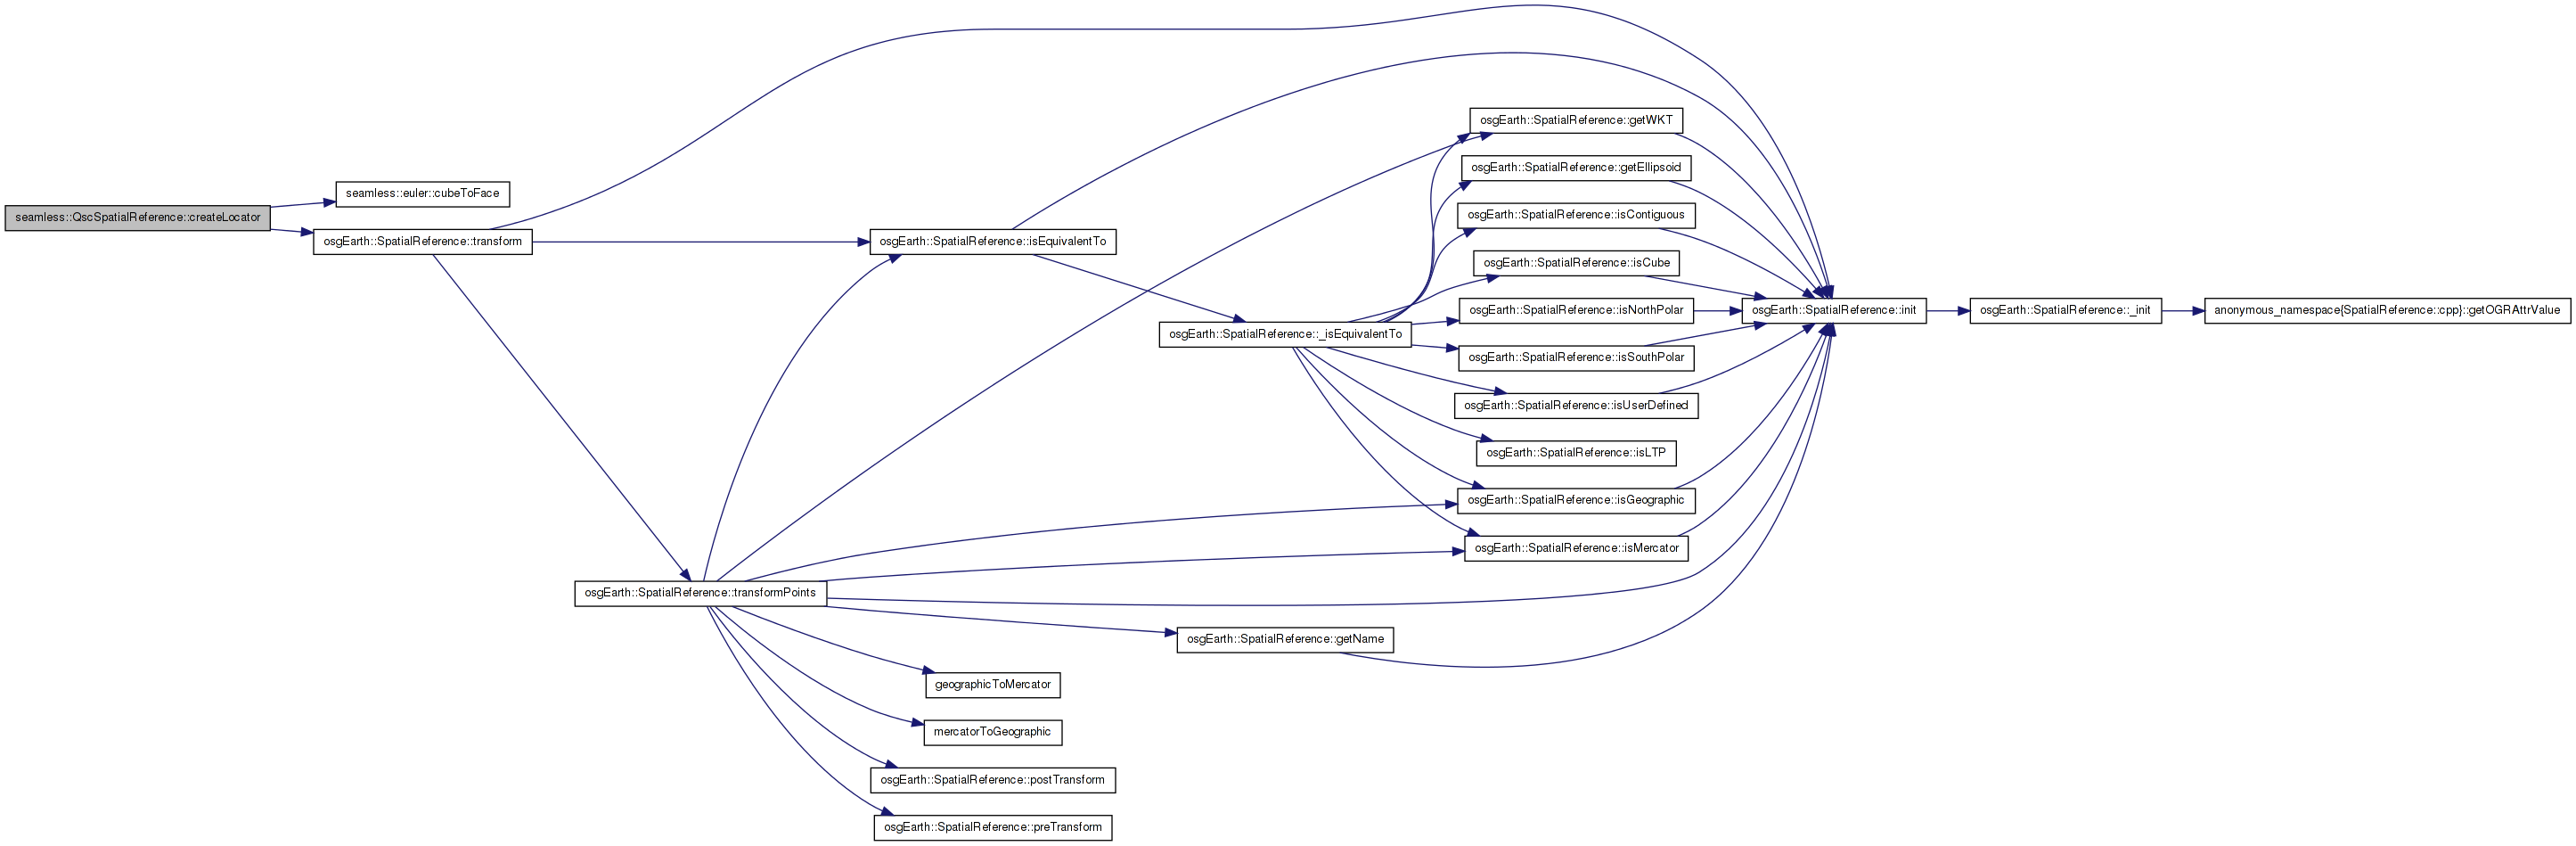 seamless::QscSpatialReference::createLocator
seamless::euler::cubeToFace
osgEarth::SpatialReference::transform
osgEarth::SpatialReference::isEquivalentTo
osgEarth::SpatialReference::_isEquivalentTo
osgEarth::SpatialReference::getWKT
osgEarth::SpatialReference::getEllipsoid
osgEarth::SpatialReference::isContiguous
osgEarth::SpatialReference::isCube
osgEarth::SpatialReference::isNorthPolar
osgEarth::SpatialReference::isSouthPolar
osgEarth::SpatialReference::isUserDefined
osgEarth::SpatialReference::isLTP
osgEarth::SpatialReference::isGeographic
osgEarth::SpatialReference::isMercator
osgEarth::SpatialReference::init
osgEarth::SpatialReference::_init
anonymous_namespace{SpatialReference::cpp}::getOGRAttrValue
osgEarth::SpatialReference::transformPoints
osgEarth::SpatialReference::getName
geographicToMercator
mercatorToGeographic
osgEarth::SpatialReference::postTransform
osgEarth::SpatialReference::preTransform